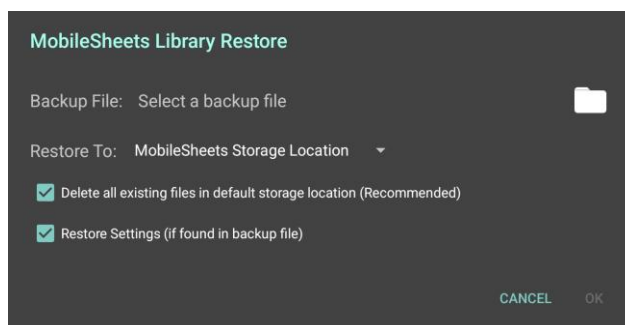 MobileSheets Library Restore
Backup File: Select a backup file
Restore To: MobileSheets Storage Location
Delete all existing files in default storage location (Recommended)
Restore Settings (if found in backup file)
CANCEL OK